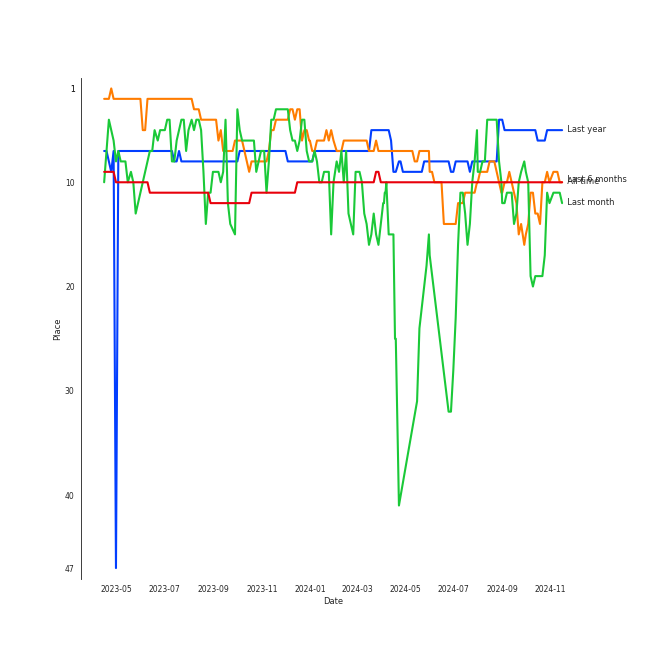 1
10
20
30
40
47
Place
2023-05
2023-07
2023-09
2023-11
2024-01
2024-03
2024-05
2024-07
2024-09
2024-11
Date
Last year
Last 6 months
All time
Last month